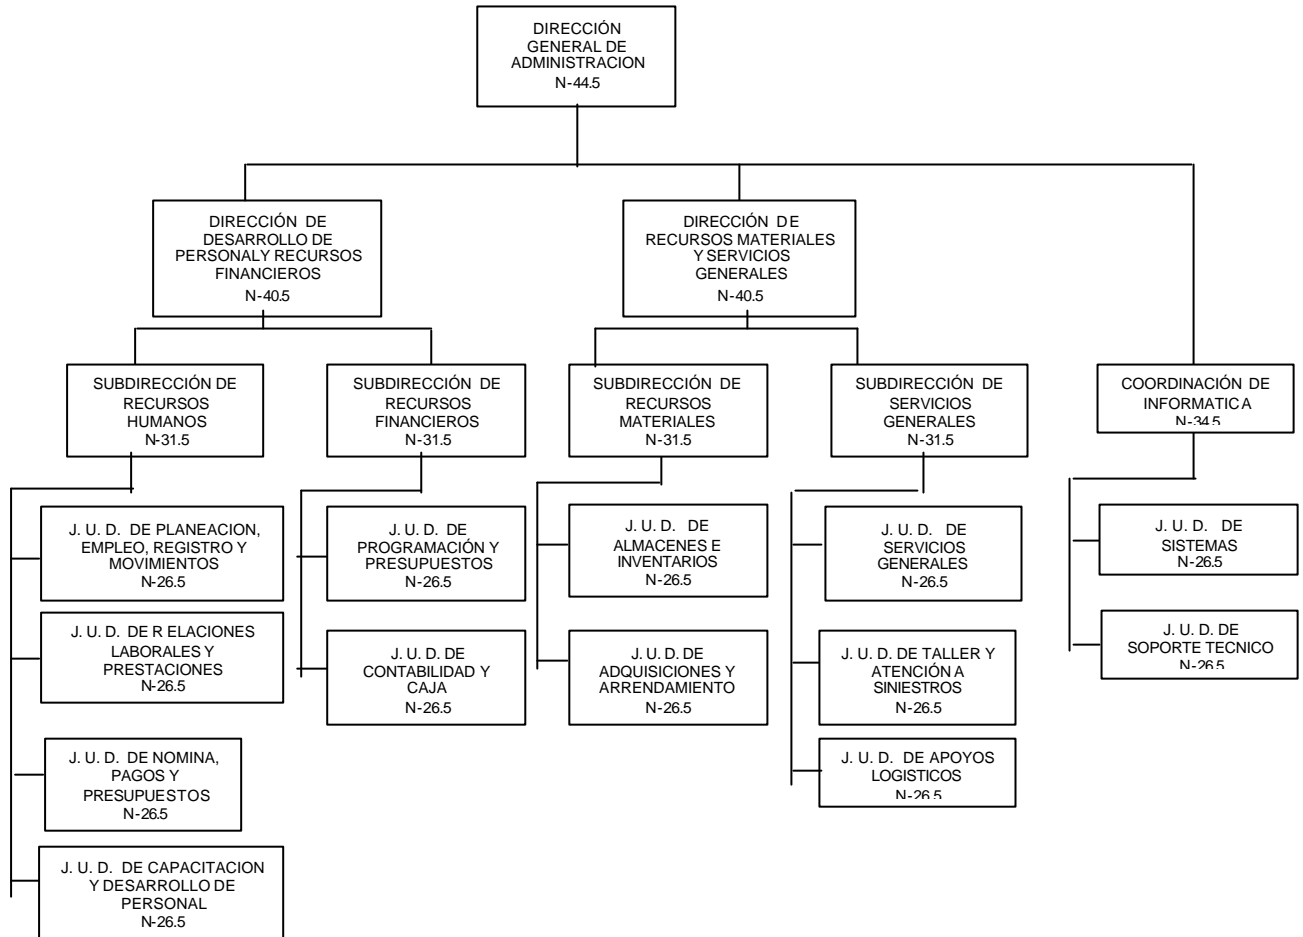 DIRECCIÓN
GENERAL DE
ADMINISTRACION
N-44.5
DIRECCIÓN DE
DESARROLLO DE
PERSONALY RECURSOS
FINANCIEROS
N-40.5
DIRECCIÓN DE
RECURSOS MATERIALES
Y SERVICIOS
GENERALES
N-40.5
SUBDIRECCIÓN DE
RECURSOS
HUMANOS
N-31.5
SUBDIRECCIÓN DE
RECURSOS
FINANCIEROS
N-31.5
SUBDIRECCIÓN DE
RECURSOS
MATERIALES
N-31.5
SUBDIRECCIÓN DE
SERVICIOS
GENERALES
N-31.5
COORDINACIÓN DE
INFORMATICA
N-34.5
J. U. D. DE PLANEACION,
EMPLEO, REGISTRO Y
MOVIMIENTOS
N-26.5
J. U. D. DE R ELACIONES
LABORALES Y
PRESTACIONES
N-26.5
J. U. D. DE NOMINA,
PAGOS Y
PRESUPUESTOS
N-26.5
J. U. D. DE CAPACITACION
Y DESARROLLO DE
PERSONAL
N-26.5
J. U. D. DE
PROGRAMACIÓN Y
PRESUPUESTOS
N-26.5
J. U. D. DE
CONTABILIDAD Y
CAJA
N-26.5
J. U. D. DE
ALMACENES E
INVENTARIOS
N-26.5
J. U. D. DE
ADQUISICIONES Y
ARRENDAMIENTO
N-26.5
J. U. D. DE
SERVICIOS
GENERALES
N-26.5
J. U. D. DE TALLER Y
ATENCIÓN A
SINIESTROS
N-26.5
J. U. D. DE APOYOS
LOGISTICOS
N-26.5
J. U. D. DE
SISTEMAS
N-26.5
J. U. D. DE
SOPORTE TECNICO
N-26.5